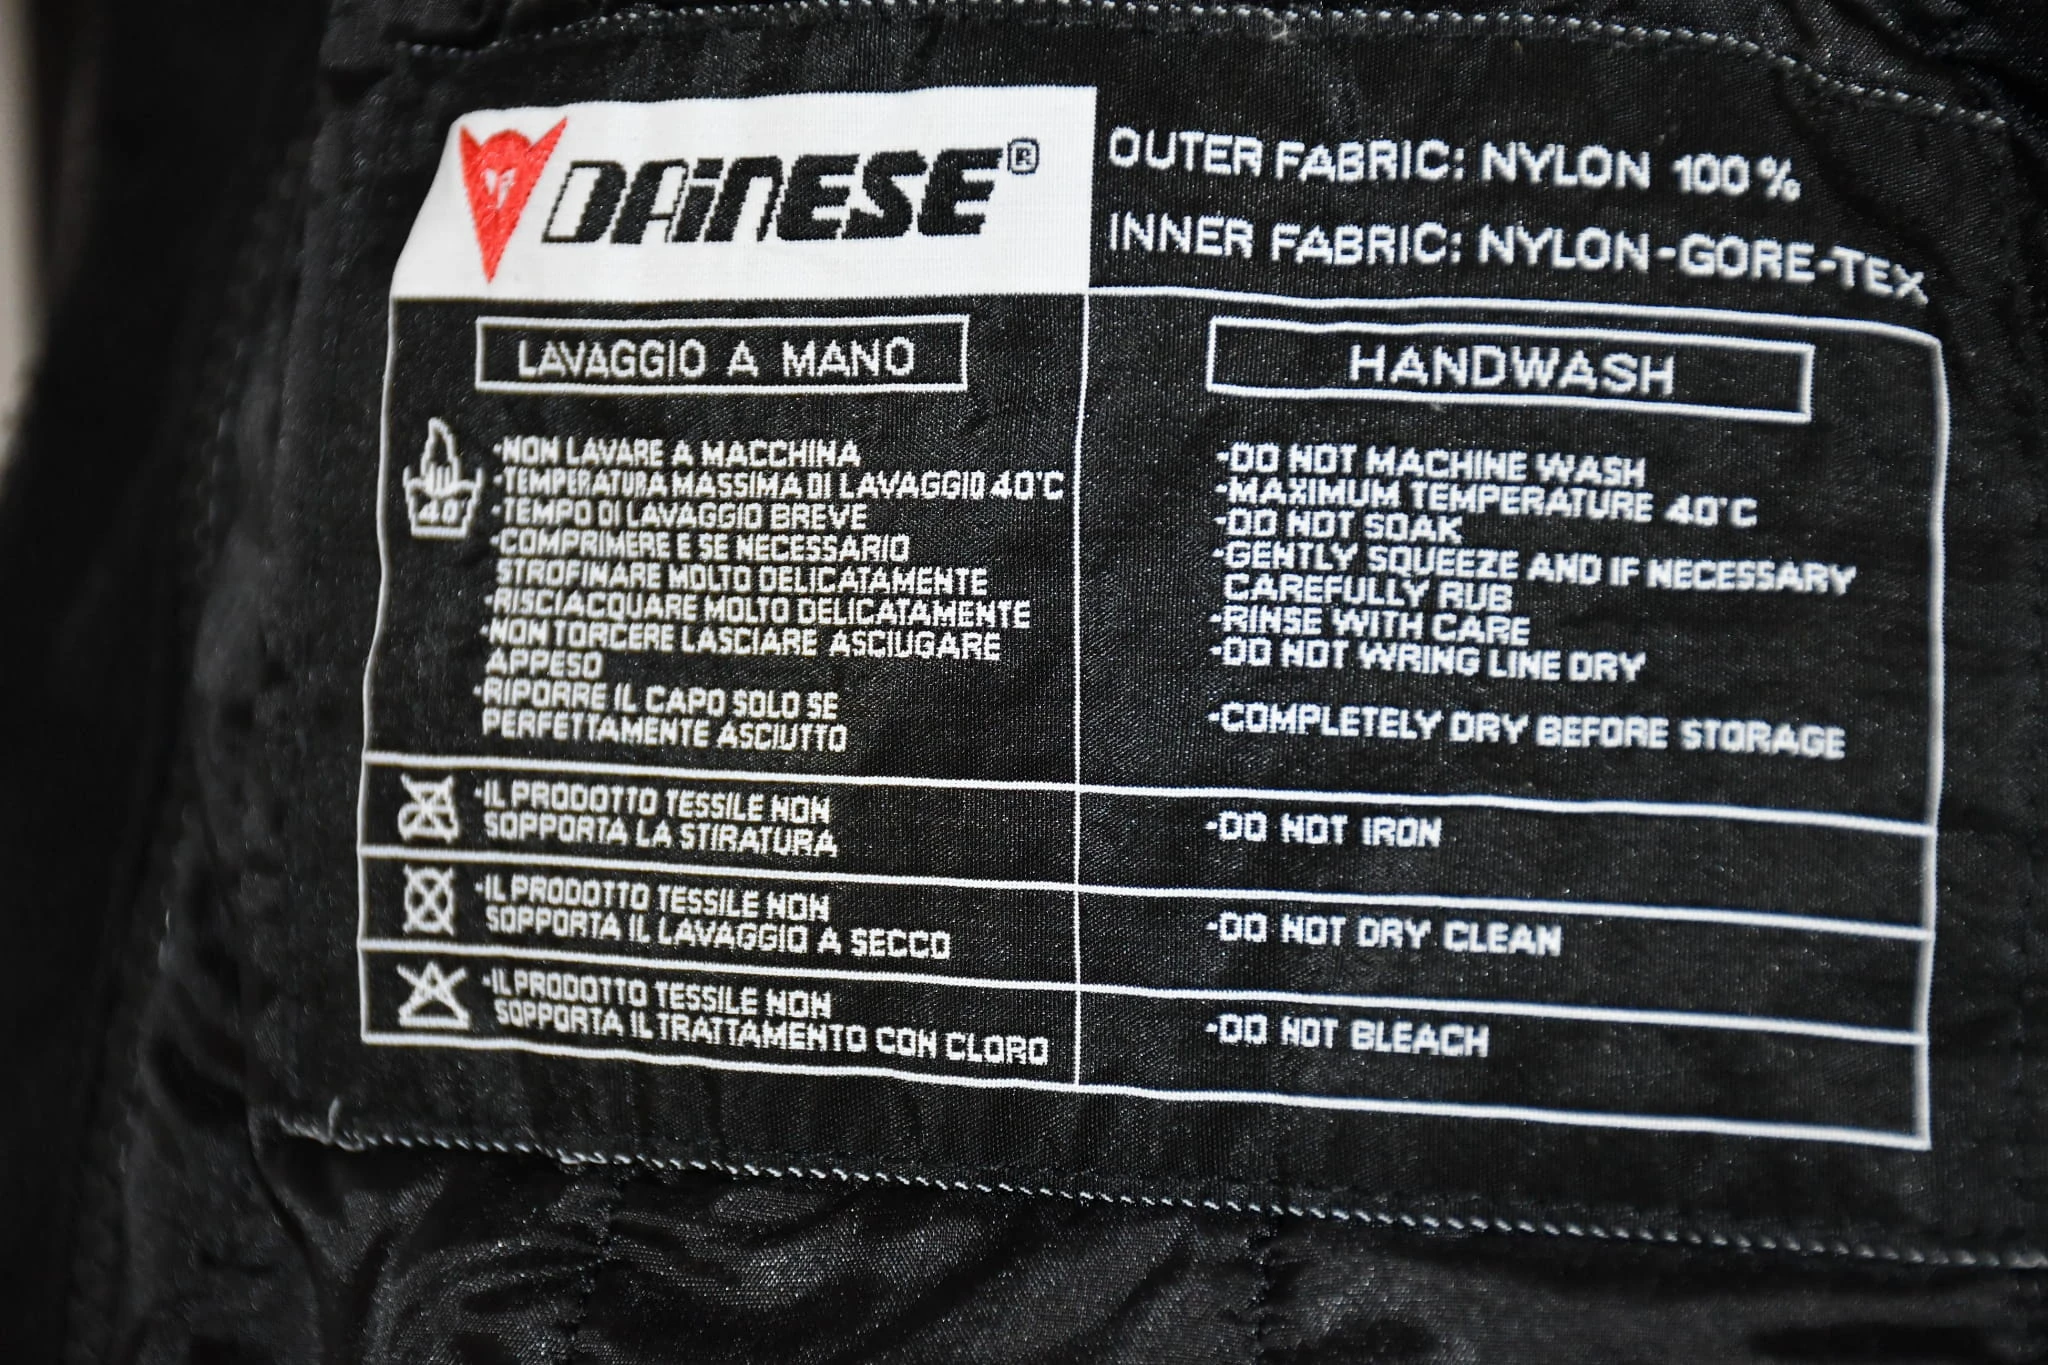 DAINESE®
OUTER FABRIC: NYLON 100%
INNER FABRIC: NYLON-GORE-TEX
LAVAGGIO A MANO
40°
-NON LAVARE A MACCHINA
-TEMPERATURA MASSIMA DI LAVAGGIO 40°C
-TEMPO DI LAVAGGIO BREVE
-COMPRIMERE E SE NECESSARIO
STROFINARE MOLTO DELICATAMENTE
-RISCIACQUARE MOLTO DELICATAMENTE
-NON TORCERE LASCIARE ASCIUGARE
APPESO
-RIPORRE IL CAPO SOLO SE
PERFETTAMENTE ASCIUTTO
HANDWASH
-DO NOT MACHINE WASH
-MAXIMUM TEMPERATURE 40°C
-DO NOT SOAK
-GENTLY SQUEEZE AND IF NECESSARY
CAREFULLY RUB
-RINSE WITH CARE
-DO NOT WRING LINE DRY
-COMPLETELY DRY BEFORE STORAGE
-IL PRODOTTO TESSILE NON
SOPPORTA LA STIRATURA
-DO NOT IRON
-IL PRODOTTO TESSILE NON
SOPPORTA IL LAVAGGIO A SECCO
-DO NOT DRY CLEAN
-IL PRODOTTO TESSILE NON
SOPPORTA IL TRATTAMENTO CON CLORO
-DO NOT BLEACH